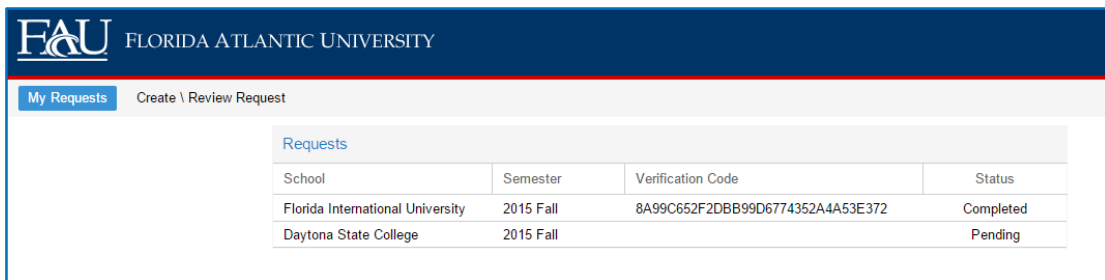 FAU FLORIDA ATLANTIC UNIVERSITY
My Requests Create \ Review Request
Requests
School Semester Verification Code Status
Florida International University 2015 Fall 8A99C652F2DBB99D6774352A4A53E372 Completed
Daytona State College 2015 Fall Pending